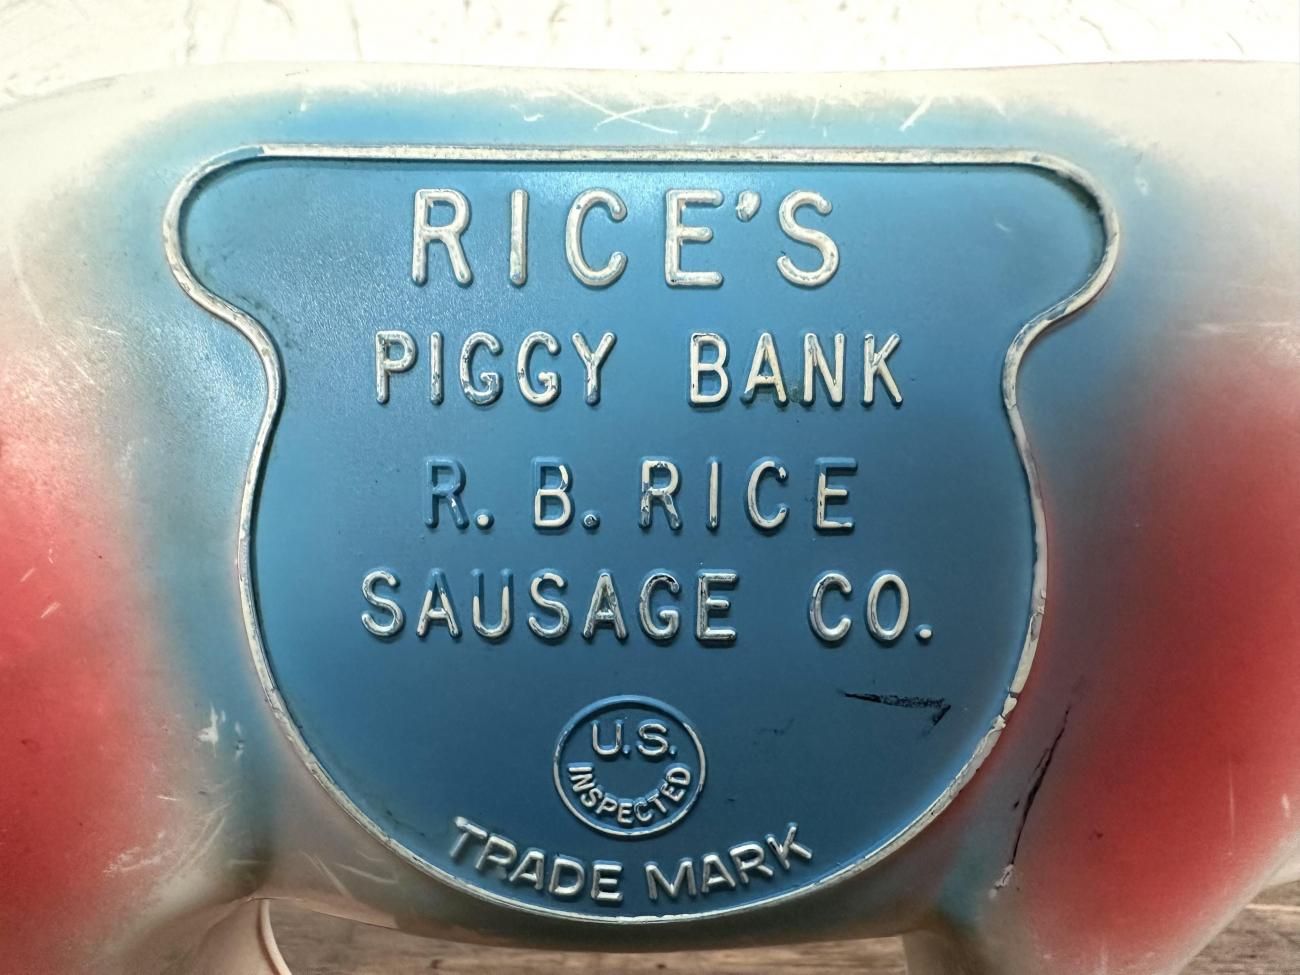 RICE'S
PIGGY BANK
R. B. RICE
SAUSAGE CO.
U.S.
INSPECTED
TRADE MARK